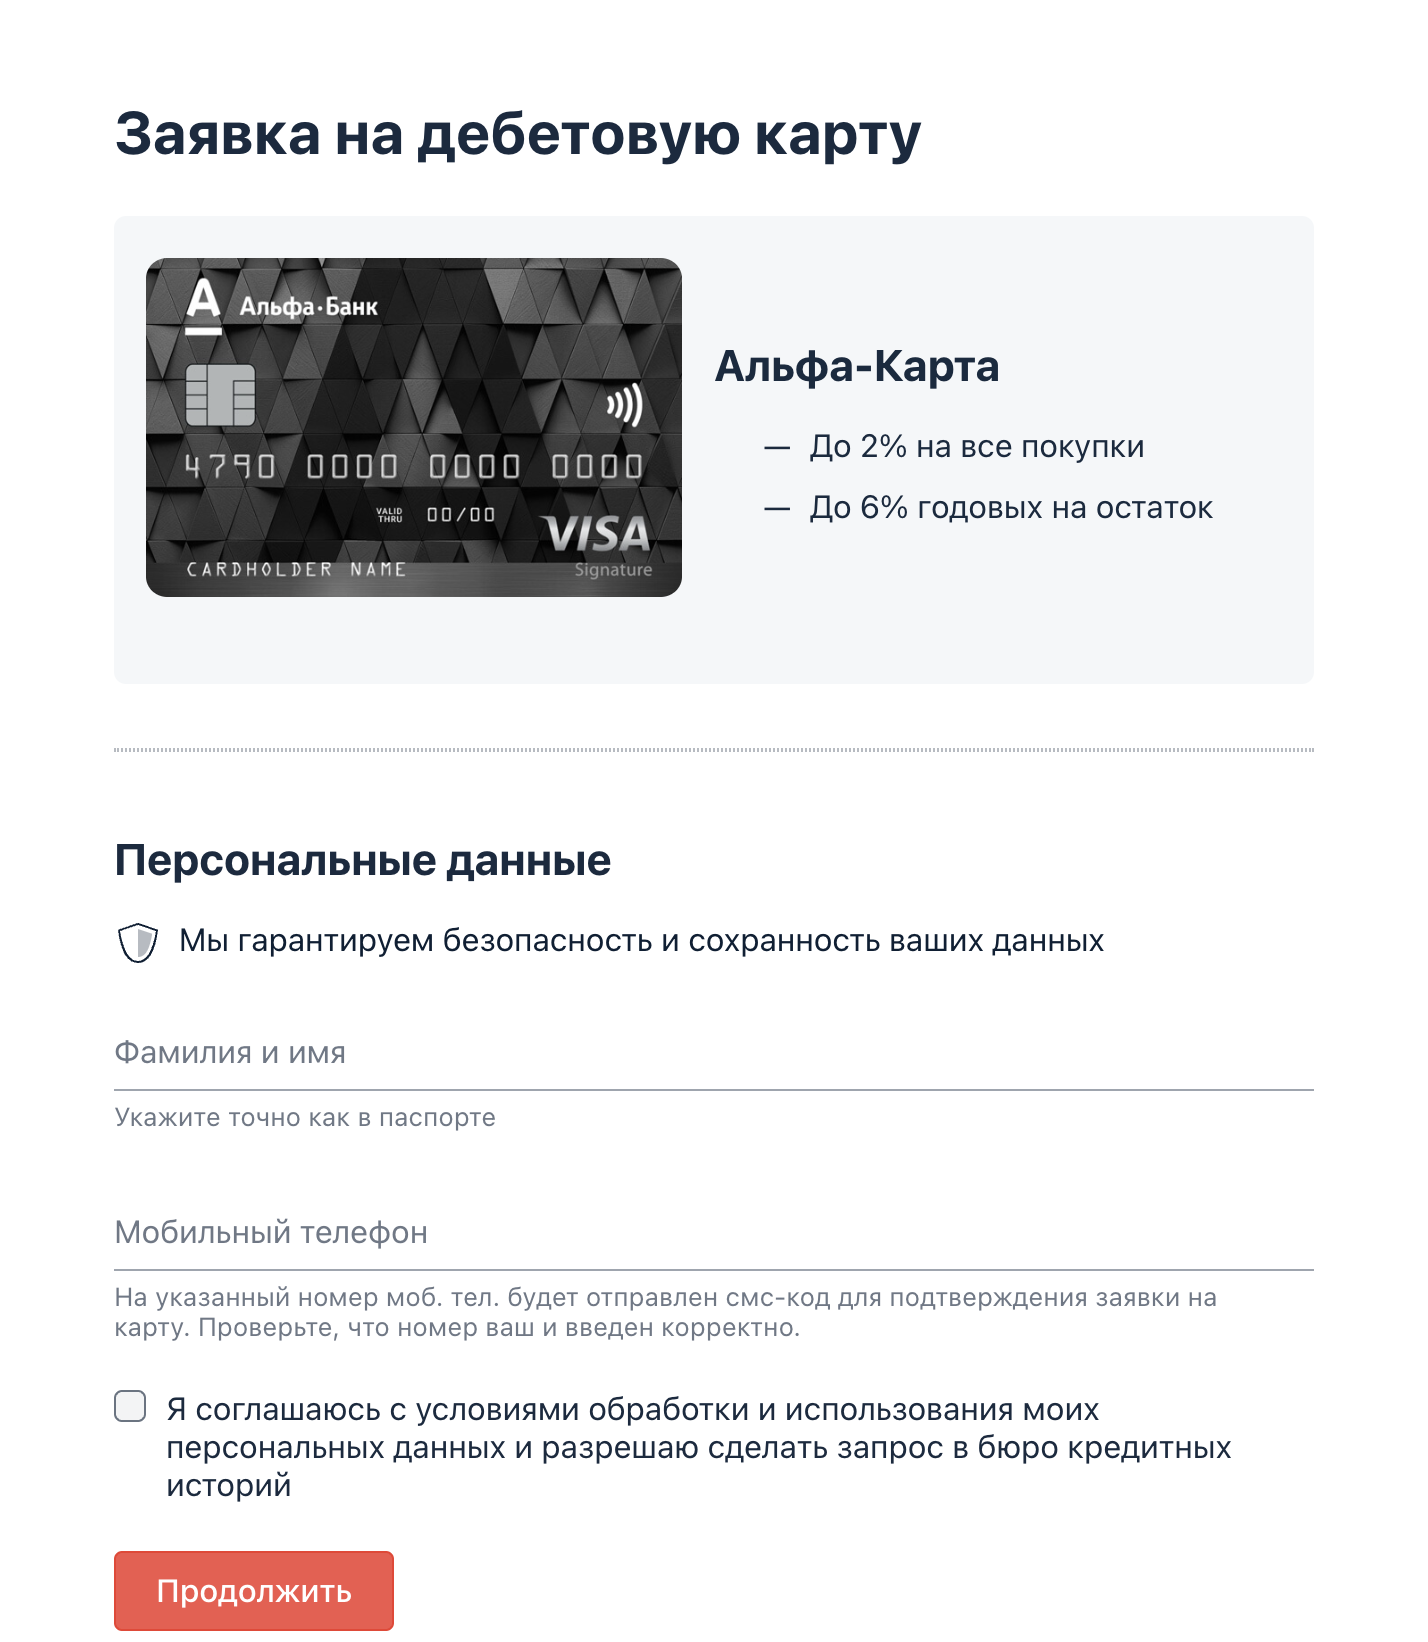 Заявка на дебетовую карту
А Альфа·Банк
4790 0000 0000 0000
VALID THRU 00/00
VISA
Signature
CARDHOLDER NAME
Альфа-Карта
— До 2% на все покупки
— До 6% годовых на остаток
Персональные данные
Мы гарантируем безопасность и сохранность ваших данных
Фамилия и имя
Укажите точно как в паспорте
Мобильный телефон
На указанный номер моб. тел. будет отправлен смс-код для подтверждения заявки на
карту. Проверьте, что номер ваш и введен корректно.
Я соглашаюсь с условиями обработки и использования моих
персональных данных и разрешаю сделать запрос в бюро кредитных
историй
Продолжить